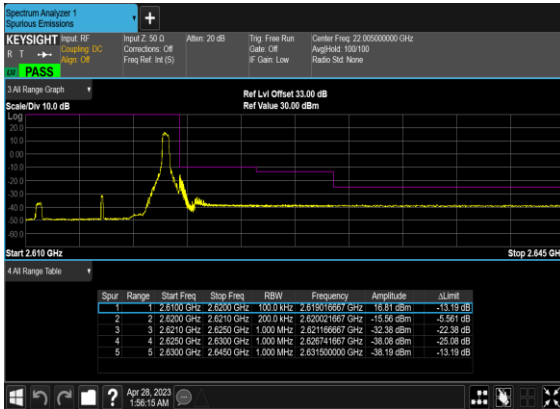 Spectrum Analyzer 1
Spurious Emissions
+
KEYSIGHT Input: RF Input Z: 50 Ω Atten: 20 dB Trig: Free Run Center Freq: 22.005000000 GHz
R T Coupling: DC Corrections: Off Gate: Off Avg|Hold: 100/100
Align: Off Freq Ref: Int (S) IF Gain: Low Radio Std: None
PASS
3 All Range Graph
Ref Lvl Offset 33.00 dB
Scale/Div 10.0 dB Ref Value 30.00 dBm
Log
20.0
10.0
0.00
-10.0
-20.0
-30.0
-40.0
-50.0
-60.0
Start 2.610 GHz Stop 2.645 GH
4 All Range Table
Spur Range Start Freq Stop Freq RBW Frequency Amplitude ΔLimit
1 1 2.6100 GHz 2.6200 GHz 100.0 kHz 2.619016667 GHz 16.81 dBm -13.19 dB
2 2 2.6200 GHz 2.6210 GHz 200.0 kHz 2.620021667 GHz -15.56 dBm -5.561 dB
3 3 2.6210 GHz 2.6250 GHz 1.000 MHz 2.621166667 GHz -32.38 dBm -22.38 dB
4 4 2.6250 GHz 2.6300 GHz 1.000 MHz 2.626741667 GHz -38.08 dBm -25.08 dB
5 5 2.6300 GHz 2.6450 GHz 1.000 MHz 2.631500000 GHz -38.19 dBm -13.19 dB
? Apr 28, 2023
1:56:15 AM